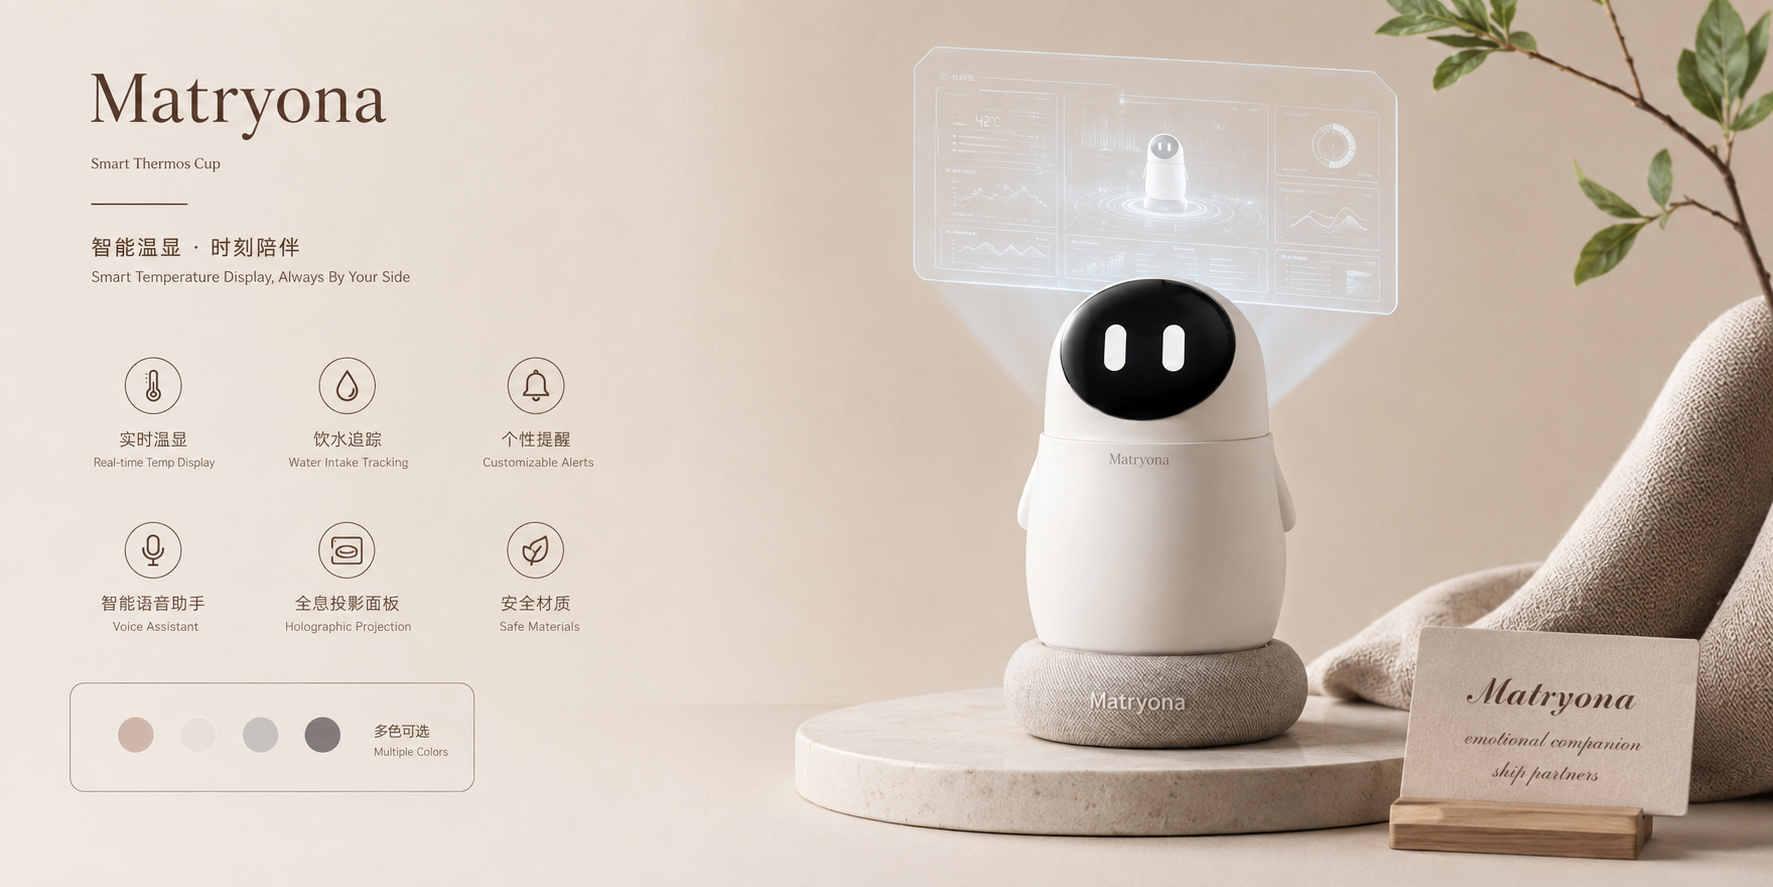 Matryona
Smart Thermos Cup
智能温显 · 时刻陪伴
Smart Temperature Display, Always By Your Side
实时温显
Real-time Temp Display
饮水追踪
Water Intake Tracking
个性提醒
Customizable Alerts
智能语音助手
Voice Assistant
全息投影面板
Holographic Projection
安全材质
Safe Materials
多色可选
Multiple Colors
42°C
Matryona
Matryona
Matryona
emotional companion
ship partners